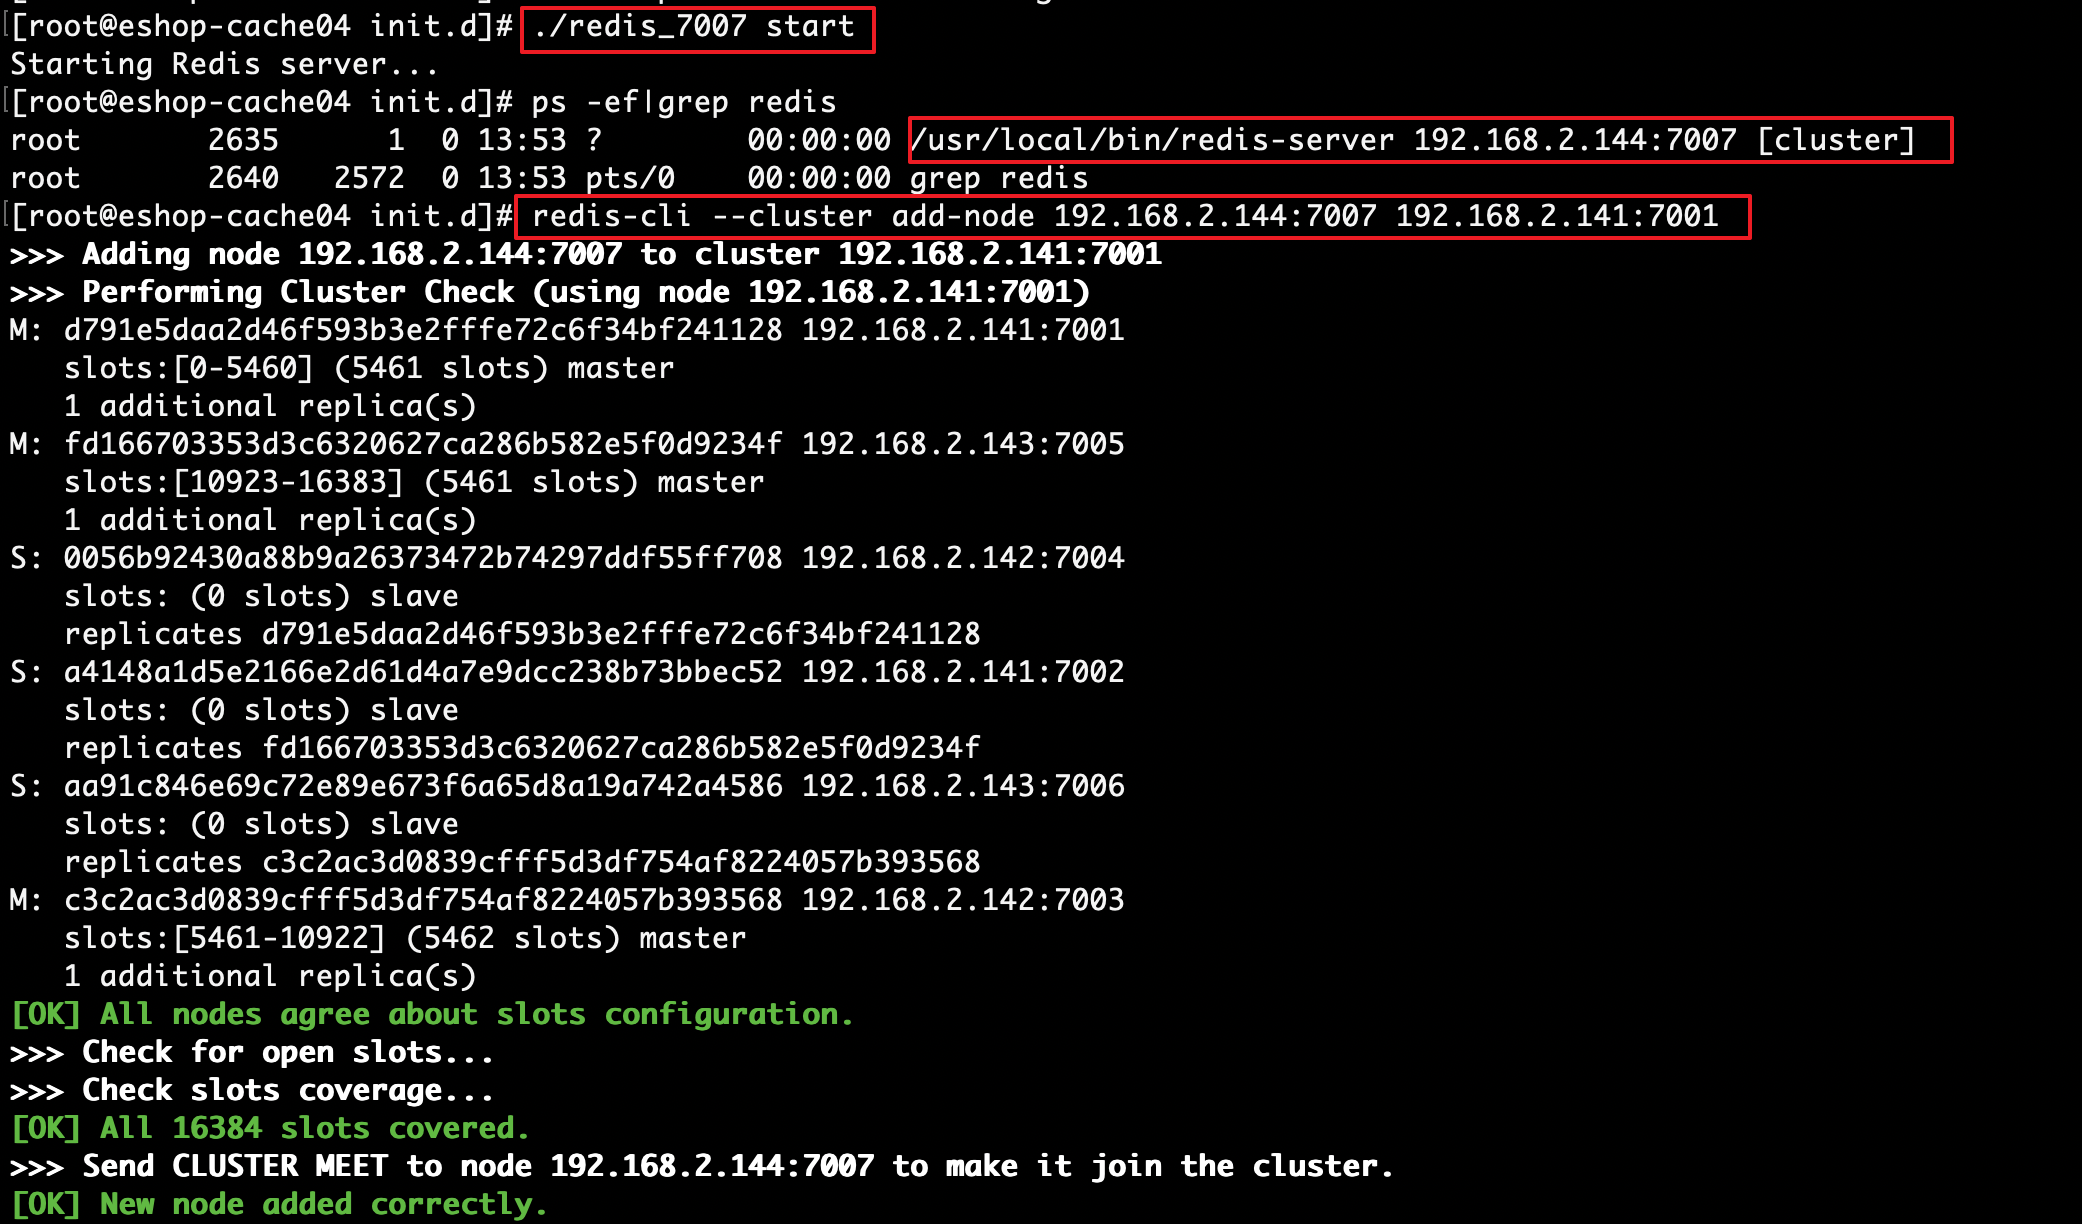 [root@eshop-cache04 init.d]# ./redis_7007 start
Starting Redis server...
[root@eshop-cache04 init.d]# ps -ef|grep redis
root       2635      1  0 13:53 ?        00:00:00 /usr/local/bin/redis-server 192.168.2.144:7007 [cluster]
root       2640   2572  0 13:53 pts/0    00:00:00 grep redis
[root@eshop-cache04 init.d]# redis-cli --cluster add-node 192.168.2.144:7007 192.168.2.141:7001
>>> Adding node 192.168.2.144:7007 to cluster 192.168.2.141:7001
>>> Performing Cluster Check (using node 192.168.2.141:7001)
M: d791e5daa2d46f593b3e2fffe72c6f34bf241128 192.168.2.141:7001
   slots:[0-5460] (5461 slots) master
   1 additional replica(s)
M: fd166703353d3c6320627ca286b582e5f0d9234f 192.168.2.143:7005
   slots:[10923-16383] (5461 slots) master
   1 additional replica(s)
S: 0056b92430a88b9a26373472b74297ddf55ff708 192.168.2.142:7004
   slots: (0 slots) slave
   replicates d791e5daa2d46f593b3e2fffe72c6f34bf241128
S: a4148a1d5e2166e2d61d4a7e9dcc238b73bbec52 192.168.2.141:7002
   slots: (0 slots) slave
   replicates fd166703353d3c6320627ca286b582e5f0d9234f
S: aa91c846e69c72e89e673f6a65d8a19a742a4586 192.168.2.143:7006
   slots: (0 slots) slave
   replicates c3c2ac3d0839cfff5d3df754af8224057b393568
M: c3c2ac3d0839cfff5d3df754af8224057b393568 192.168.2.142:7003
   slots:[5461-10922] (5462 slots) master
   1 additional replica(s)
[OK] All nodes agree about slots configuration.
>>> Check for open slots...
>>> Check slots coverage...
[OK] All 16384 slots covered.
>>> Send CLUSTER MEET to node 192.168.2.144:7007 to make it join the cluster.
[OK] New node added correctly.